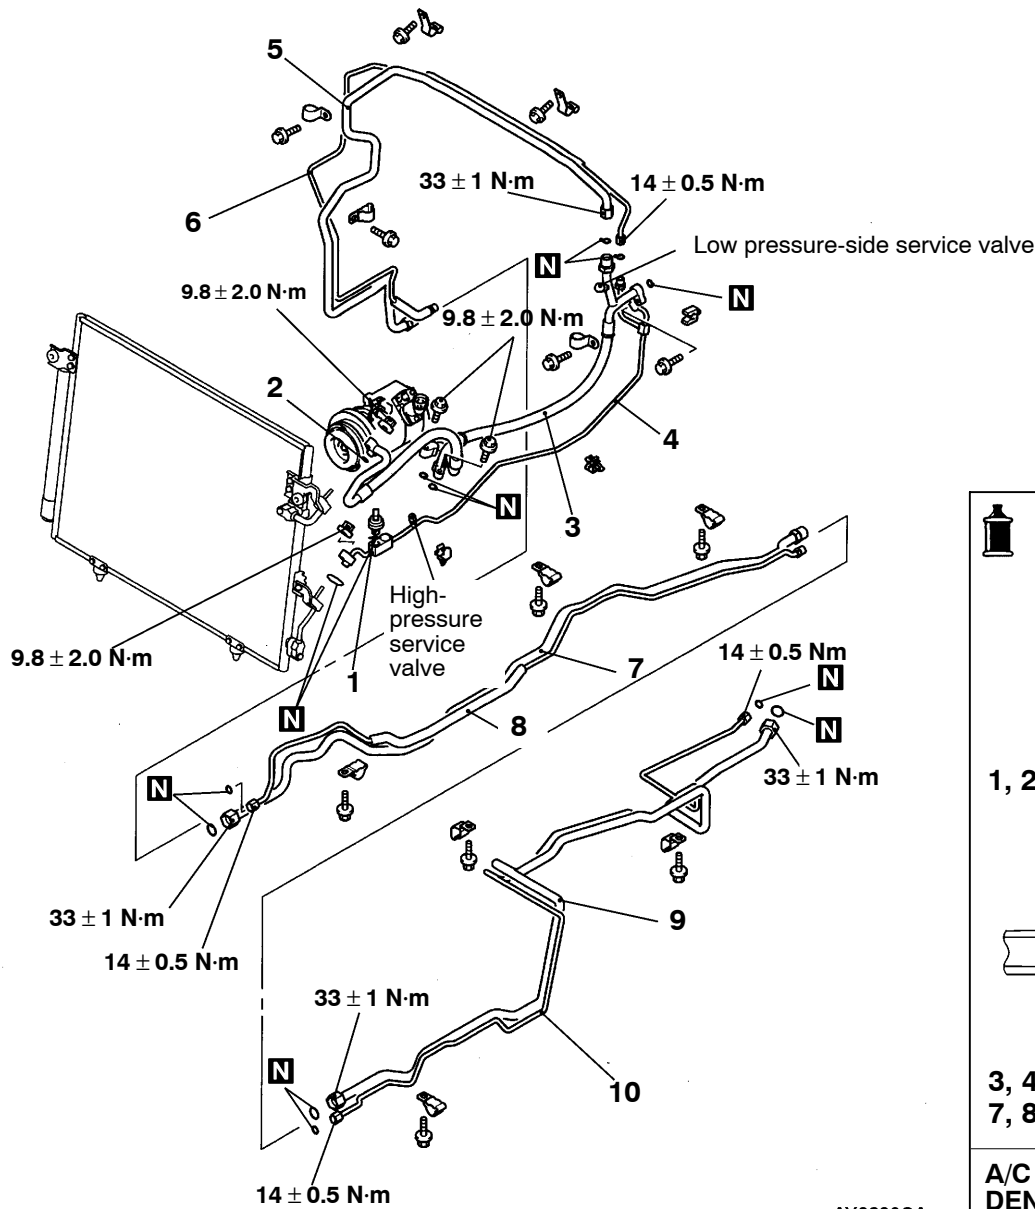 5
33 ± 1 N·m
14 ± 0.5 N·m
6
N
Low pressure-side service valve
9.8 ± 2.0 N·m
N
9.8 ± 2.0 N·m
2
4
3
N
High-
pressure
service
valve
9.8 ± 2.0 N·m
1
7
14 ± 0.5 Nm
N
N
8
N
33 ± 1 N·m
1, 2
33 ± 1 N·m
9
14 ± 0.5 N·m
33 ± 1 N·m
N
10
3, 4
7, 8
14 ± 0.5 N·m
A/C
DEN